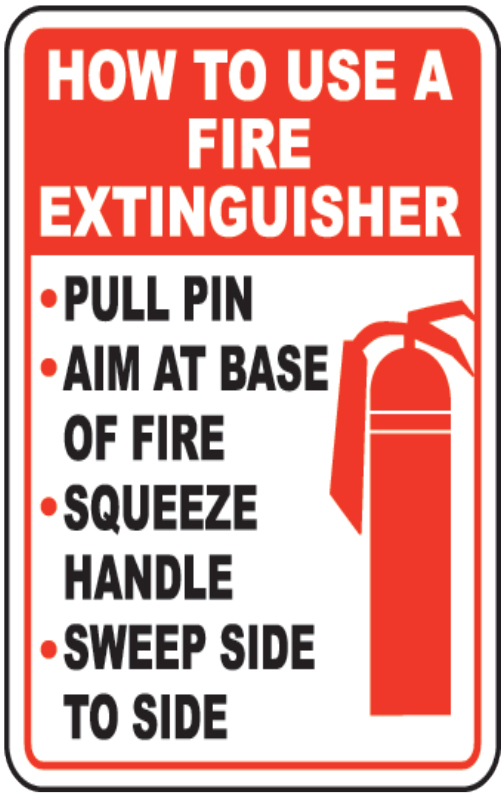 HOW TO USE A
FIRE
EXTINGUISHER
•PULL PIN
•AIM AT BASE
OF FIRE
•SQUEEZE
HANDLE
•SWEEP SIDE
TO SIDE